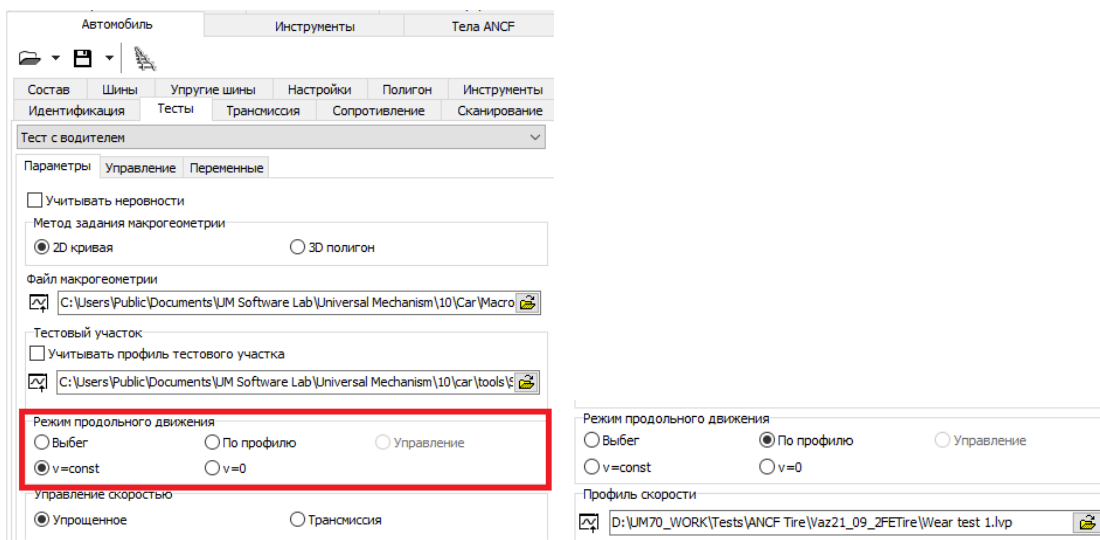 Автомобиль Инструменты Тела ANCF
Состав Шины Упругие шины Настройки Полигон Инструменты
Идентификация Тесты Трансмиссия Сопротивление Сканирование
Тест с водителем
Параметры Управление Переменные
Учитывать неровности
Метод задания макрогеометрии
2D кривая 3D полигон
Файл макрогеометрии
C:\Users\Public\Documents\UM Software Lab\Universal Mechanism\10\Car\Macro
Тестовый участок
Учитывать профиль тестового участка
C:\Users\Public\Documents\UM Software Lab\Universal Mechanism\10\car\tools\
Режим продольного движения
Выбег По профилю Управление
v=const v=0
Управление скоростью
Упрощенное Трансмиссия
Режим продольного движения
Выбег По профилю Управление
v=const v=0
Профиль скорости
D:\UM70_WORK\Tests\ANCF Tire\Vaz21_09_2FETire\Wear test 1.lvp